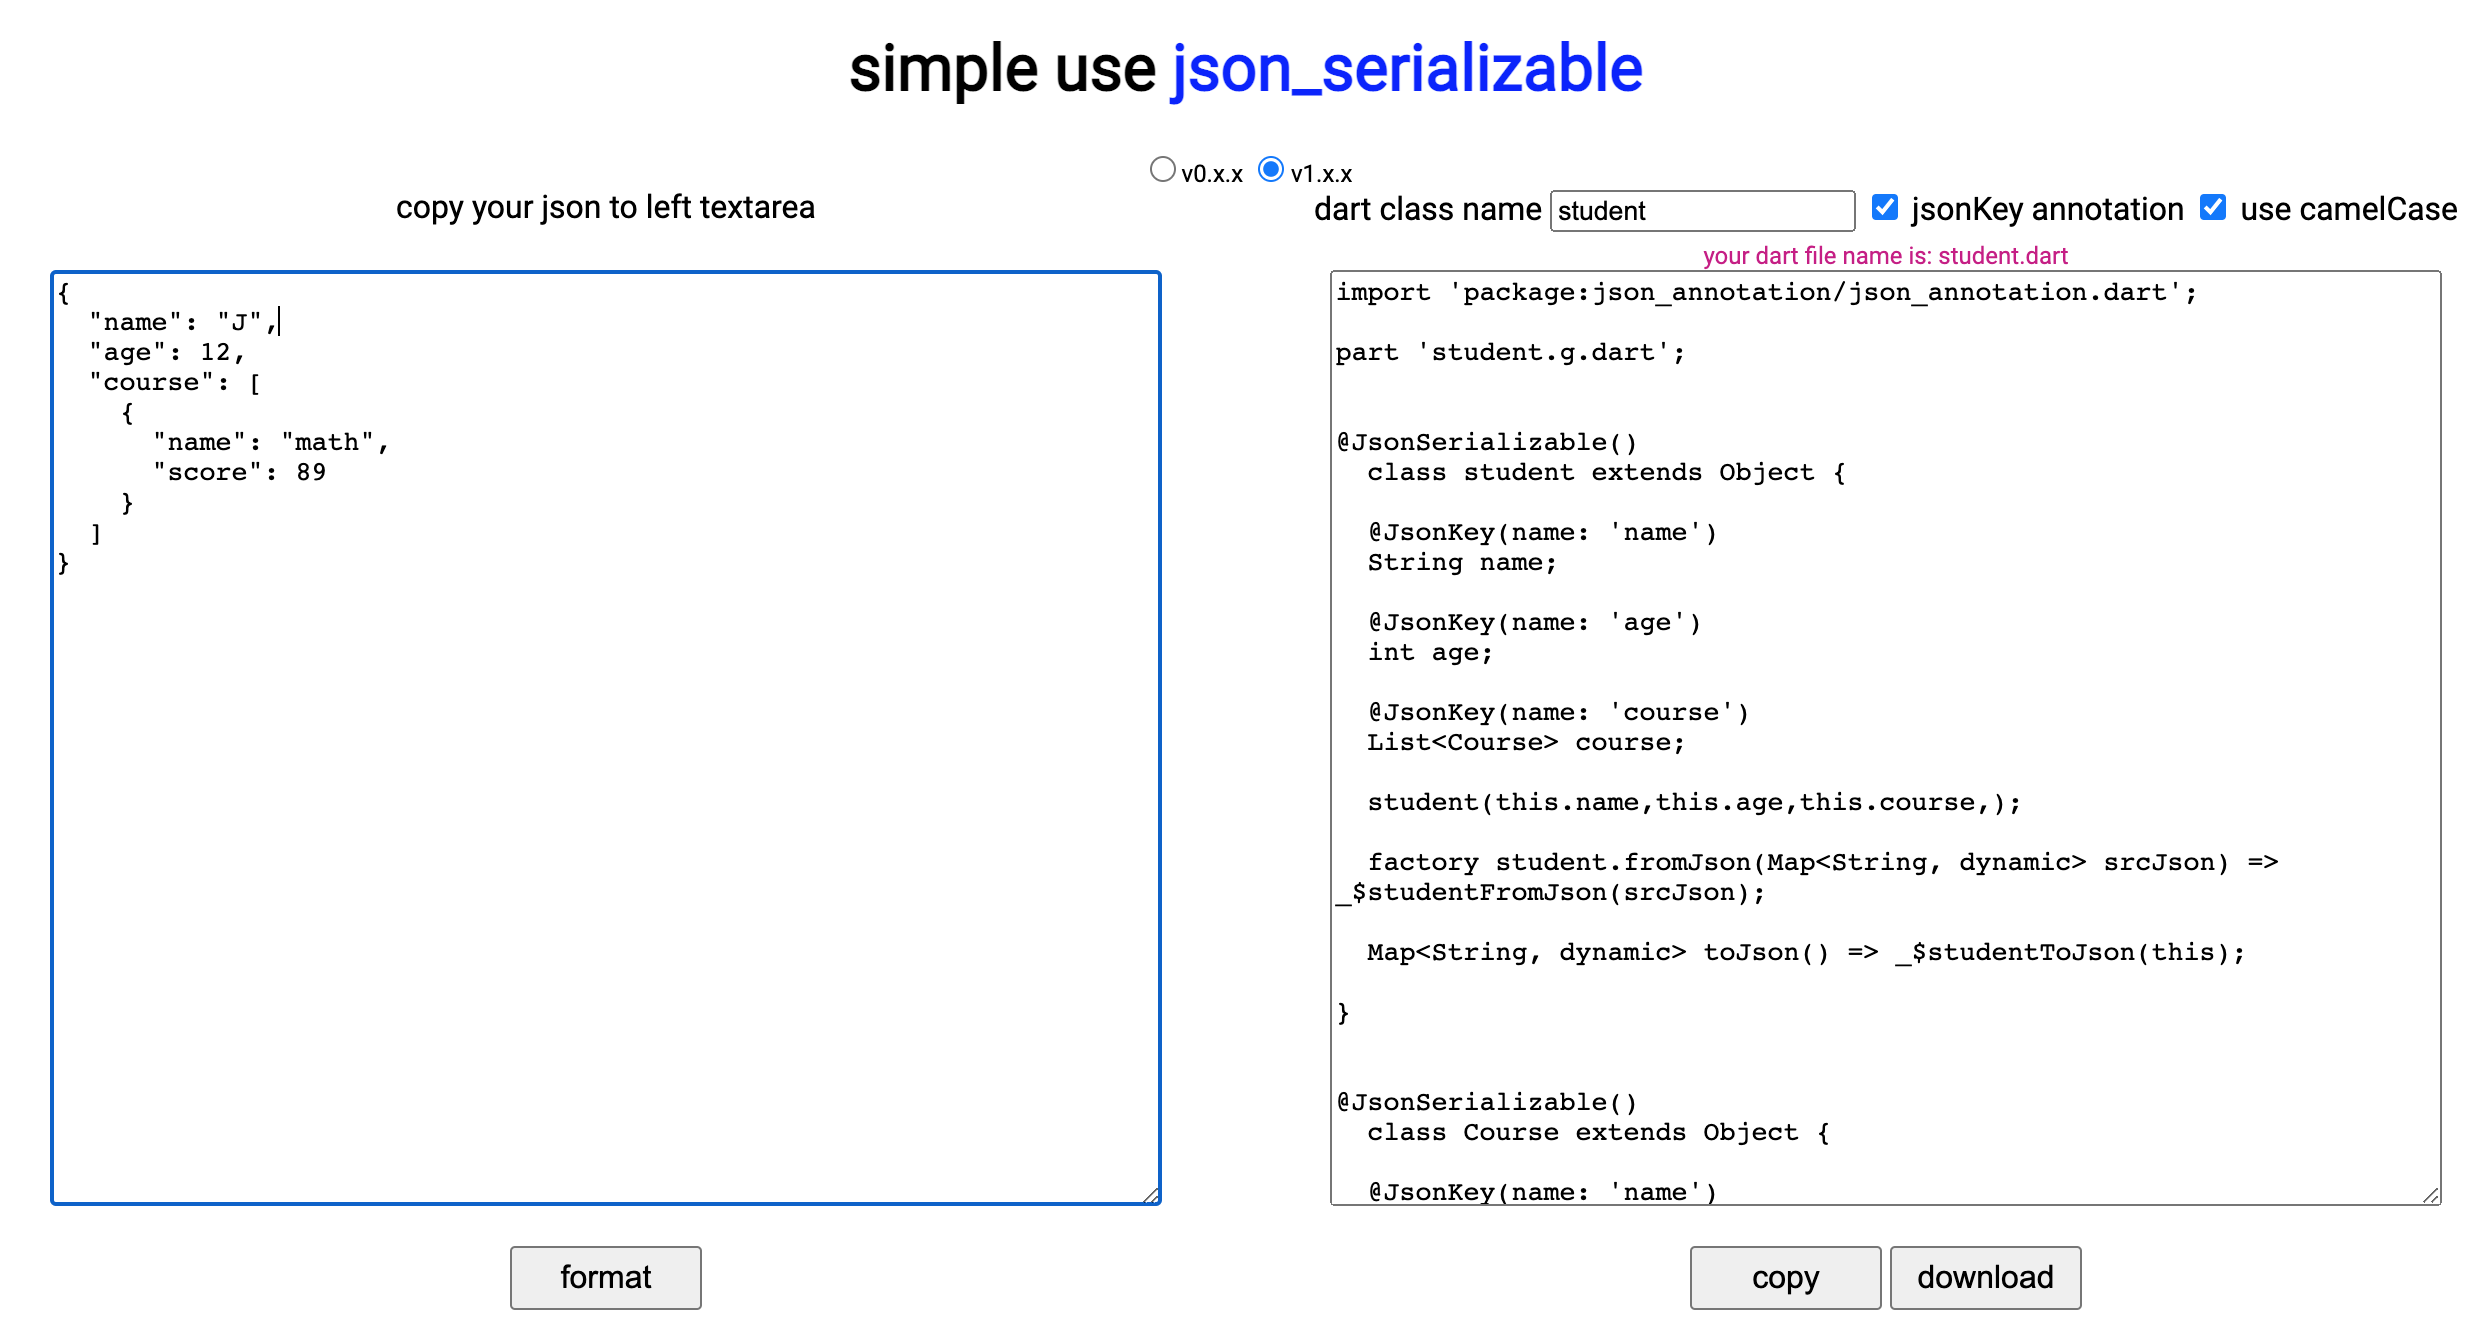 simple use json_serializable
v0.x.x v1.x.x
copy your json to left textarea
dart class name student jsonKey annotation use camelCase
your dart file name is: student.dart
{
  "name": "J",
  "age": 12,
  "course": [
    {
      "name": "math",
      "score": 89
    }
  ]
}
import 'package:json_annotation/json_annotation.dart';
part 'student.g.dart';
@JsonSerializable()
  class student extends Object {
  @JsonKey(name: 'name')
  String name;
  @JsonKey(name: 'age')
  int age;
  @JsonKey(name: 'course')
  List<Course> course;
  student(this.name,this.age,this.course,);
  factory student.fromJson(Map<String, dynamic> srcJson) =>
_$studentFromJson(srcJson);
  Map<String, dynamic> toJson() => _$studentToJson(this);
}
@JsonSerializable()
  class Course extends Object {
  @JsonKey(name: 'name')
format
copy download